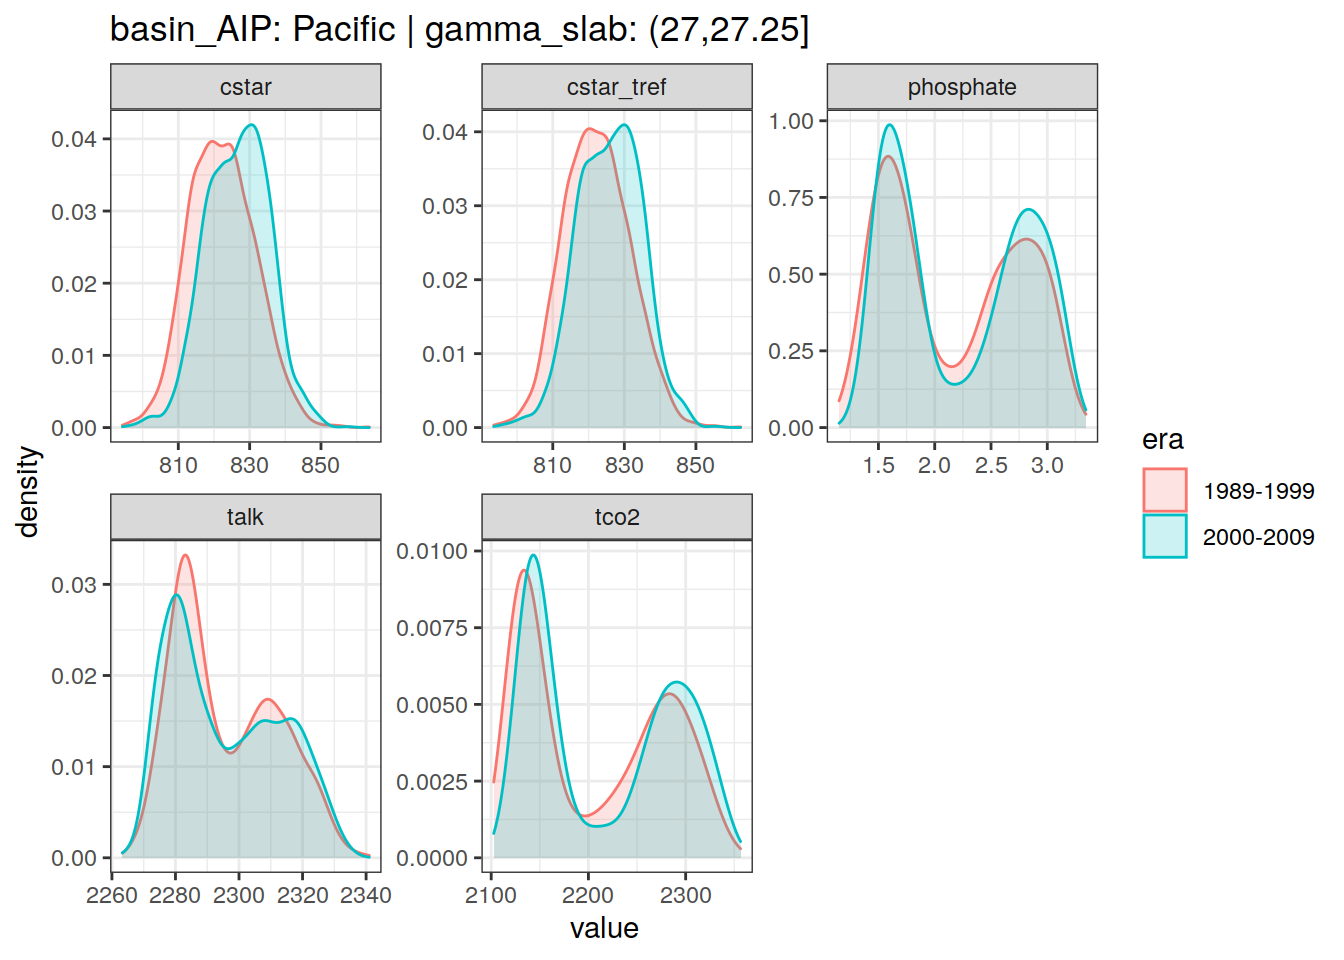 basin_AIP: Pacific | gamma_slab: (27,27.25]
cstar
cstar_tref
phosphate
0.04
0.03
0.02
0.01
0.00
810 830 850
0.04
0.03
0.02
0.01
0.00
810 830 850
1.00
0.75
0.50
0.25
0.00
1.5 2.0 2.5 3.0
density
era
1989-1999
2000-2009
talk
tco2
0.03
0.02
0.01
0.00
2260 2280 2300 2320 2340
0.0100
0.0075
0.0050
0.0025
0.0000
2100 2200 2300
value